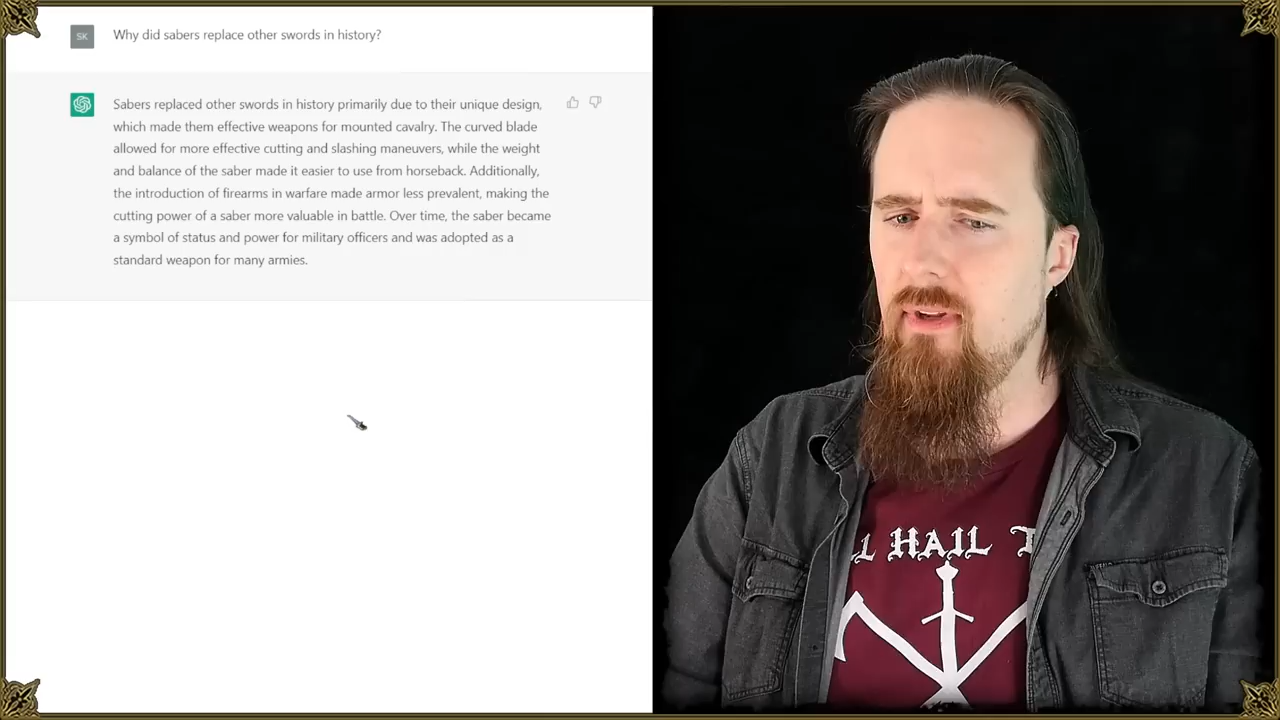 SK
Why did sabers replace other swords in history?
Sabers replaced other swords in history primarily due to their unique design,
which made them effective weapons for mounted cavalry. The curved blade
allowed for more effective cutting and slashing maneuvers, while the weight
and balance of the saber made it easier to use from horseback. Additionally,
the introduction of firearms in warfare made armor less prevalent, making the
cutting power of a saber more valuable in battle. Over time, the saber became
a symbol of status and power for military officers and was adopted as a
standard weapon for many armies.
HAIL